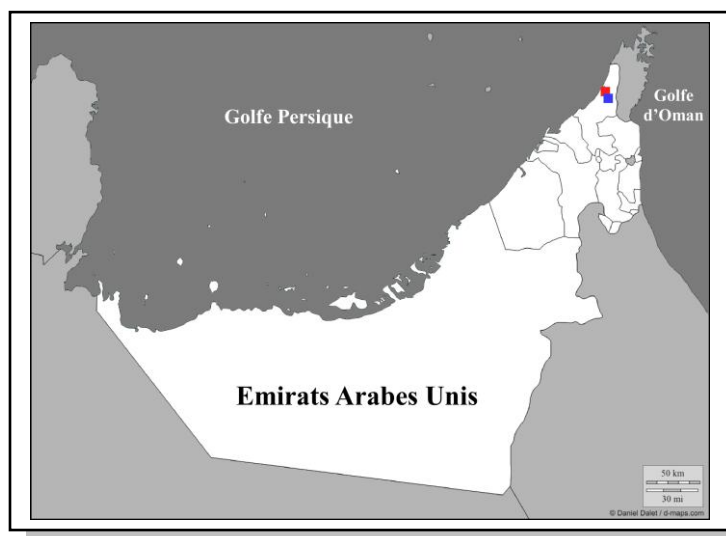 Golfe Persique
Golfe
d’Oman
Emirats Arabes Unis
50 km
30 mi
© Daniel Dalet / d-maps.com